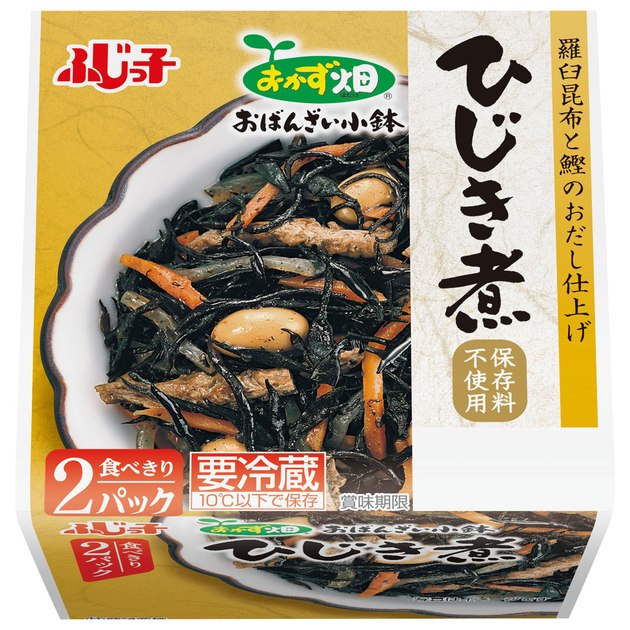 ふじっ子
おかず畑
®
おばんざい小鉢
羅臼昆布と鰹のおだし仕上げ
ひじき煮
保存料
不使用
食べきり
2パック
要冷蔵
10℃以下で保存
賞味期限
ふじっ子
おかず畑
おばんざい小鉢
ひじき煮
食べきり
2パック